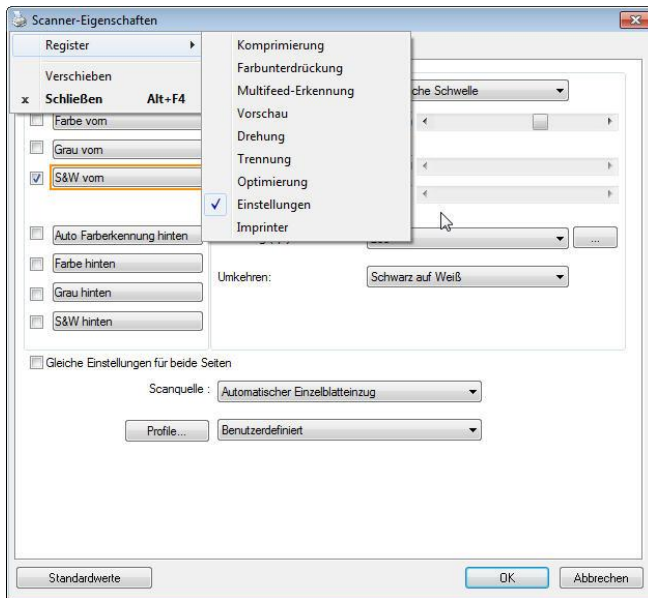 Scanner-Eigenschaften
Register
Verschieben
x Schließen Alt+F4
Komprimierung
Farbunterdrückung
Multifeed-Erkennung
Vorschau
Drehung
Trennung
Optimierung
Einstellungen
Imprinter
che Schwelle
Farbe vorn
Grau vorn
S&W vorn
Auto Farberkennung hinten
Farbe hinten
Grau hinten
S&W hinten
...
Umkehren: Schwarz auf Weiß
Gleiche Einstellungen für beide Seiten
Scanquelle : Automatischer Einzelblatteinzug
Profile... Benutzerdefiniert
Standardwerte OK Abbrechen